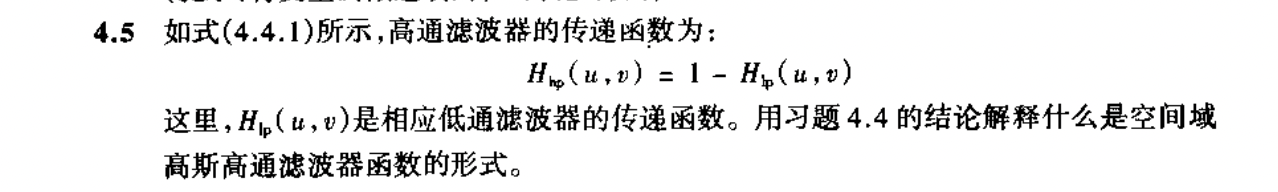 4.5 如式(4.4.1)所示,高通滤波器的传递函数为:
H_hp(u,v) = 1 - H_lp(u,v)
这里,H_lp(u,v)是相应低通滤波器的传递函数。用习题 4.4 的结论解释什么是空间域
高斯高通滤波器函数的形式。